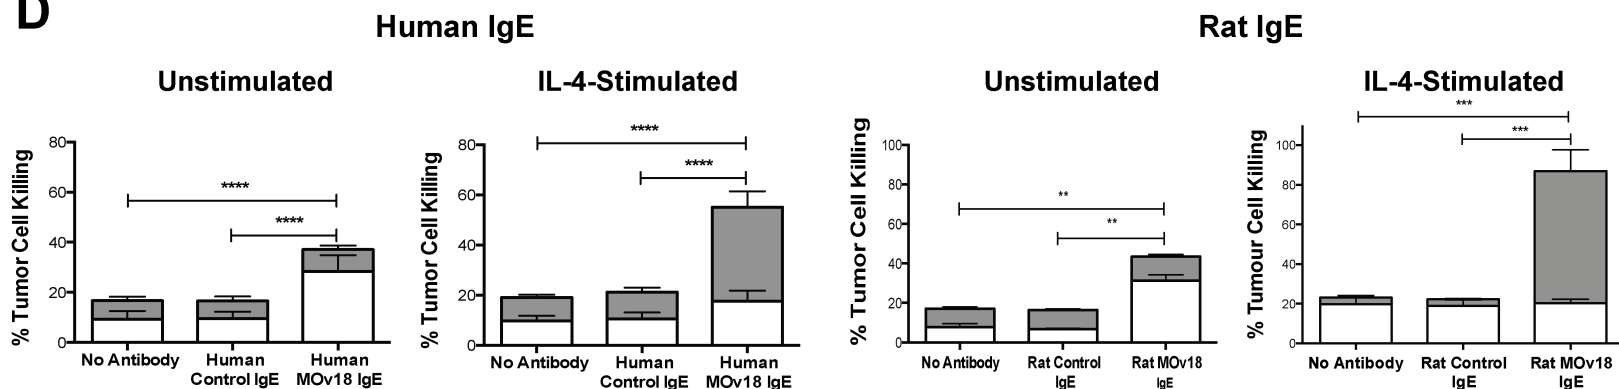 D
Human IgE
Rat IgE
Unstimulated
IL-4-Stimulated
Unstimulated
IL-4-Stimulated
% Tumor Cell Killing
80
60
40
20
0
****
****
No Antibody
Human
Control IgE
Human
MOv18 IgE
% Tumor Cell Killing
80
60
40
20
0
****
****
No Antibody
Human
Control IgE
Human
MOv18 IgE
% Tumor Cell Killing
100
80
60
40
20
0
**
**
No Antibody
Rat Control
IgE
Rat MOv18
IgE
% Tumour Cell Killing
100
80
60
40
20
0
***
***
No Antibody
Rat Control
IgE
Rat MOv18
IgE